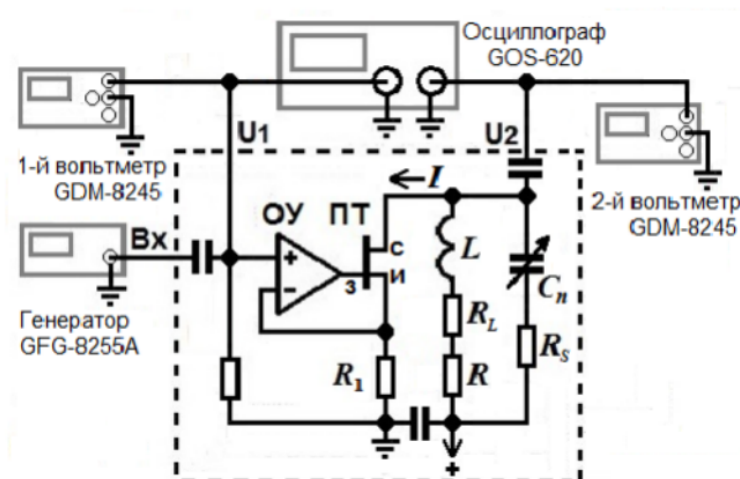 Осциллограф
GOS-620
U1
U2
1-й вольтметр
GDM-8245
2-й вольтметр
GDM-8245
I
ОУ ПТ
Вх
+
−
с
з
и
L
Cn
Генератор
GFG-8255A
RL
RS
R1
R
+